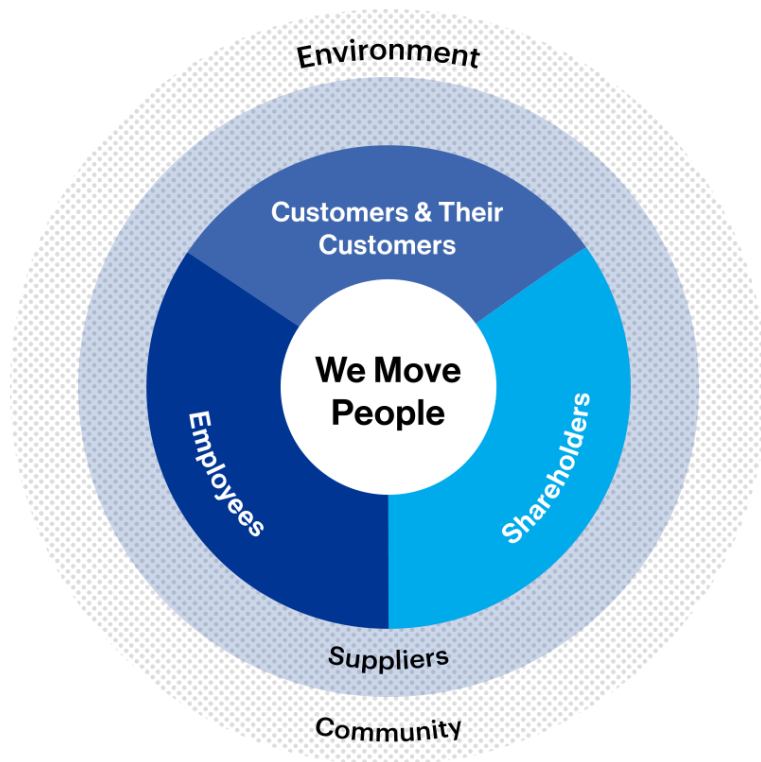 Environment
Customers & Their
Customers
We Move
People
Employees
Shareholders
Suppliers
Community